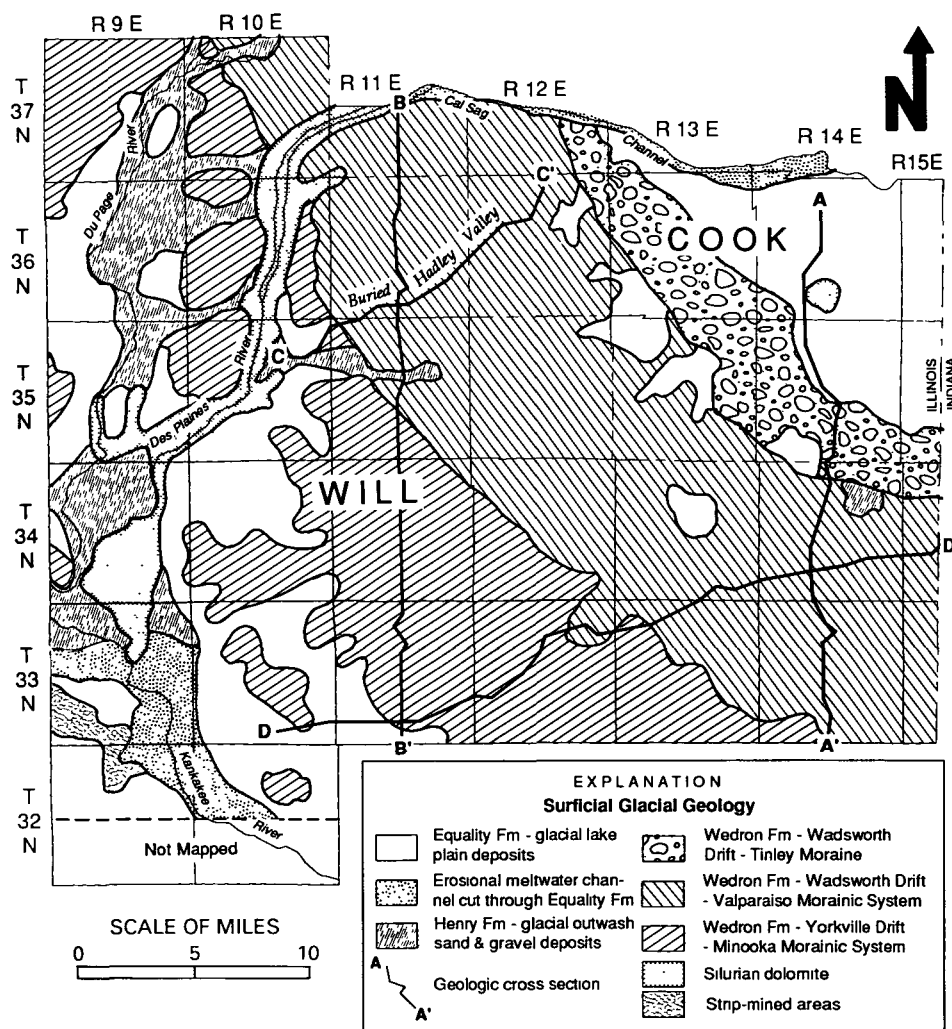 R 9 E
R 10 E
R 11 E
R 12 E
R 13 E
R 14 E
R15E
N
T
37
N
T
36
N
T
35
N
T
34
N
T
33
N
T
32
N
Du Page
River
B
Cal Sag
Channel
C'
A
COOK
Buried Hadley Valley
River
C
Des Plaines
ILLINOIS
INDIANA
WILL
D
D
B'
A'
Kankakee
River
Not Mapped
SCALE OF MILES
0 5 10
EXPLANATION
Surficial Glacial Geology
Equality Fm - glacial lake
plain deposits
Erosional meltwater chan-
nel cut through Equality Fm
Henry Fm - glacial outwash
sand & gravel deposits
A
Geologic cross section
A'
Wedron Fm - Wadsworth
Drift - Tinley Moraine
Wedron Fm - Wadsworth Drift
- Valparaiso Morainic System
Wedron Fm - Yorkville Drift
- Minooka Morainic System
Silurian dolomite
Strip-mined areas